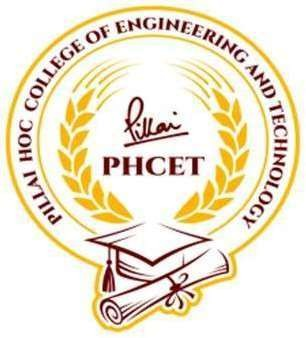 PILLAI HOC COLLEGE OF ENGINEERING AND TECHNOLOGY
Pillai
PHCET